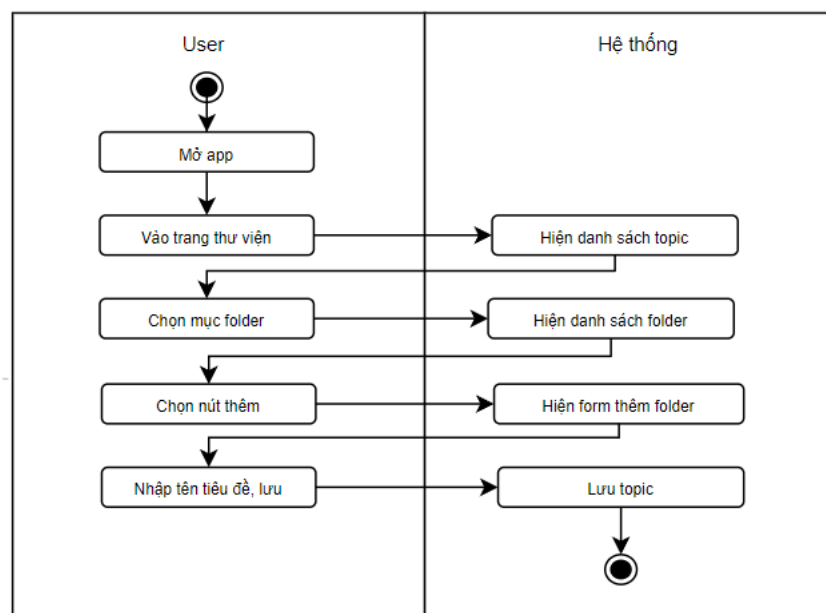 User
Hệ thống
Mở app
Vào trang thư viện
Hiện danh sách topic
Chọn mục folder
Hiện danh sách folder
Chọn nút thêm
Hiện form thêm folder
Nhập tên tiêu đề, lưu
Lưu topic